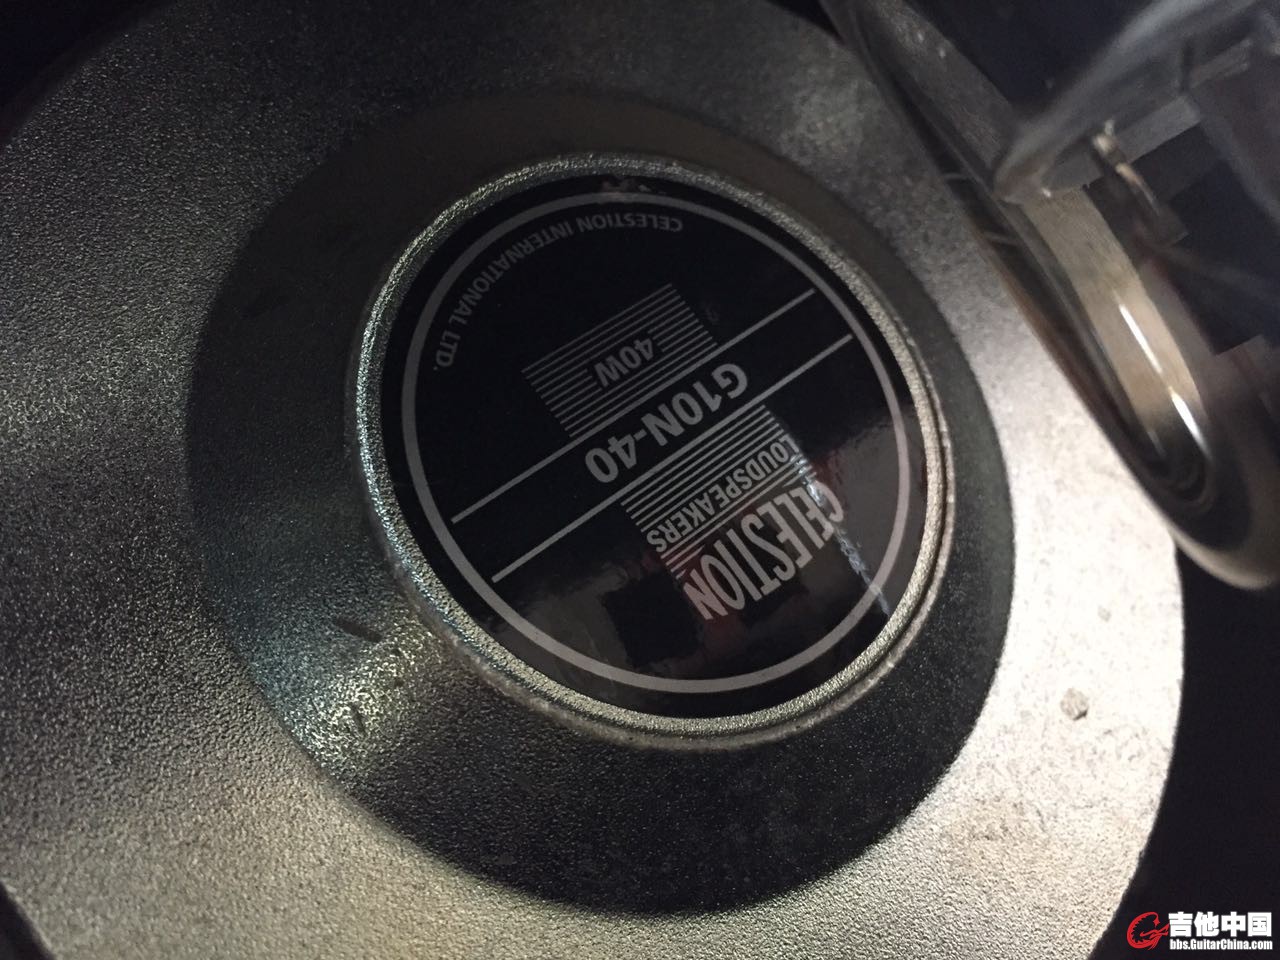 CELESTION
LOUDSPEAKERS
G10N-40
40W
CELESTION INTERNATIONAL LTD.
吉他中国
bbs.GuitarChina.com